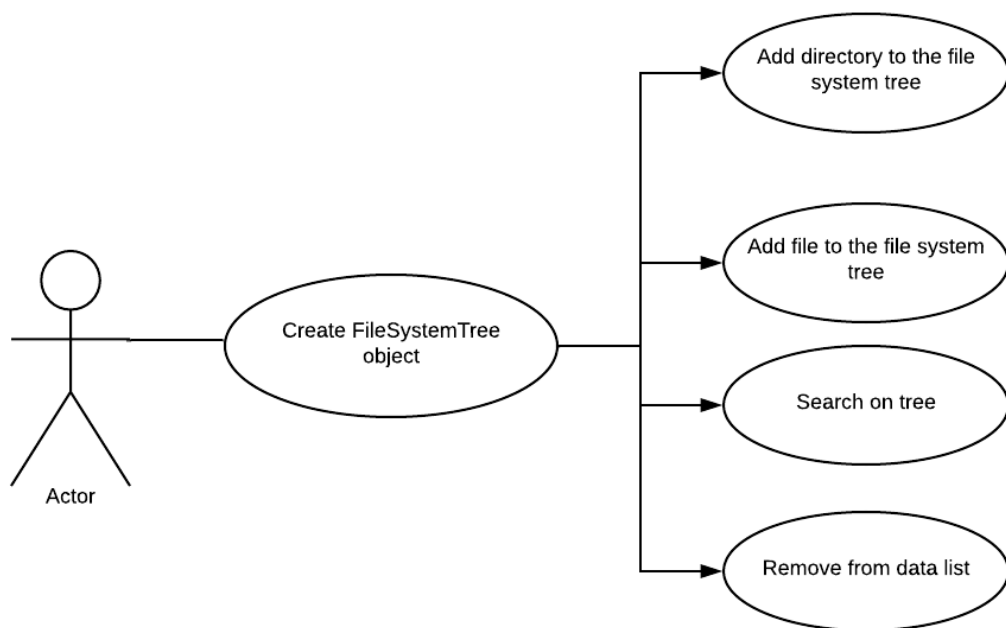 Add directory to the file
system tree
Add file to the file system
tree
Create FileSystemTree
object
Search on tree
Actor
Remove from data list